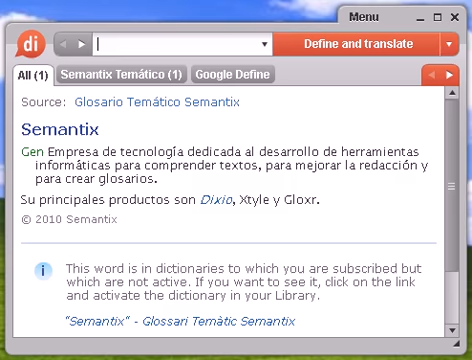 Menu
di
Define and translate
All (1)
Semantix Temático (1)
Google Define
Source: Glosario Temático Semantix
Semantix
Gen Empresa de tecnología dedicada al desarrollo de herramientas
informáticas para comprender textos, para mejorar la redacción y
para crear glosarios.
Su principales productos son Dixio, Xtyle y Gloxr.
© 2010 Semantix
i
This word is in dictionaries to which you are subscribed but
which are not active. If you want to see it, click on the link
and activate the dictionary in your Library.
"Semantix" - Glossari Temàtic Semantix